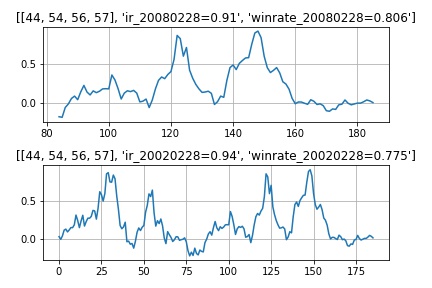 [[44, 54, 56, 57], 'ir_20080228=0.91', 'winrate_20080228=0.806']
0.5
0.0
80 100 120 140 160 180
[[44, 54, 56, 57], 'ir_20020228=0.94', 'winrate_20020228=0.775']
0.5
0.0
0 25 50 75 100 125 150 175